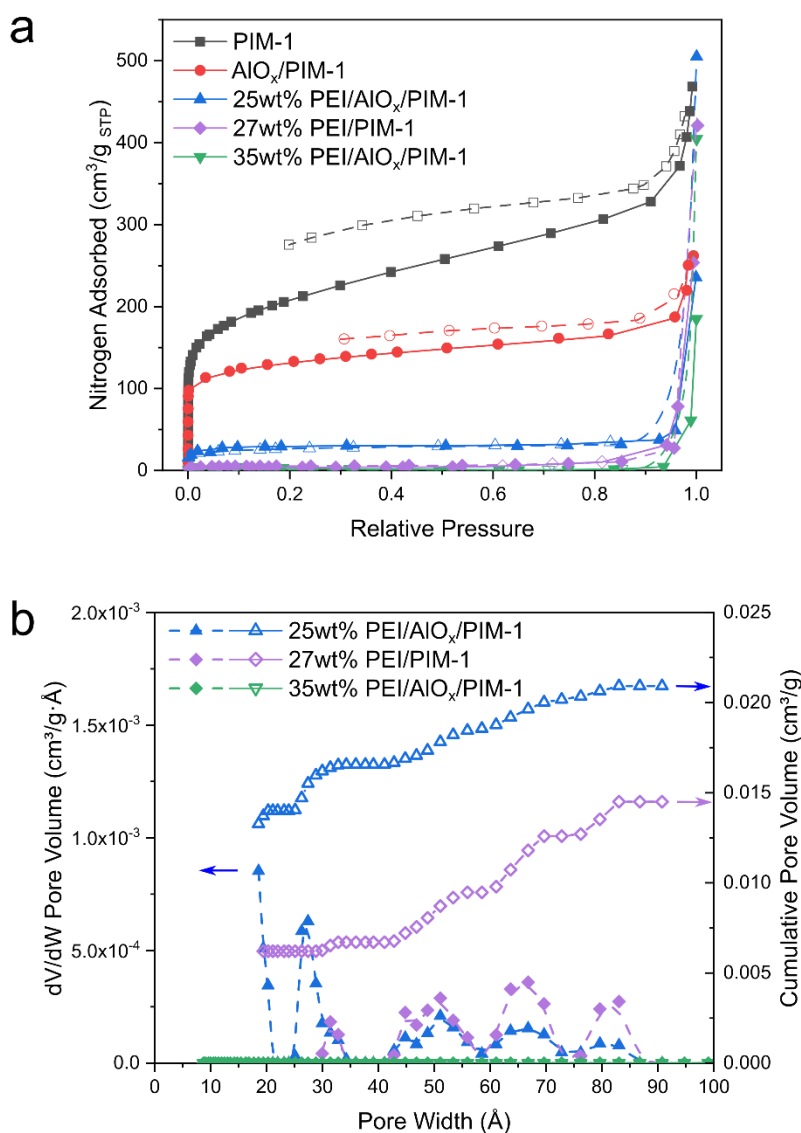 a
PIM-1
AlOₓ/PIM-1
25wt% PEI/AlOₓ/PIM-1
27wt% PEI/PIM-1
35wt% PEI/AlOₓ/PIM-1
Nitrogen Adsorbed (cm³/g STP)
500
400
300
200
100
0
0.0 0.2 0.4 0.6 0.8 1.0
Relative Pressure
b
25wt% PEI/AlOₓ/PIM-1
27wt% PEI/PIM-1
35wt% PEI/AlOₓ/PIM-1
dV/dW Pore Volume (cm³/g·Å)
2.0x10⁻³
1.5x10⁻³
1.0x10⁻³
5.0x10⁻⁴
0.0
Cumulative Pore Volume (cm³/g)
0.025
0.020
0.015
0.010
0.005
0.000
0 10 20 30 40 50 60 70 80 90 100
Pore Width (Å)